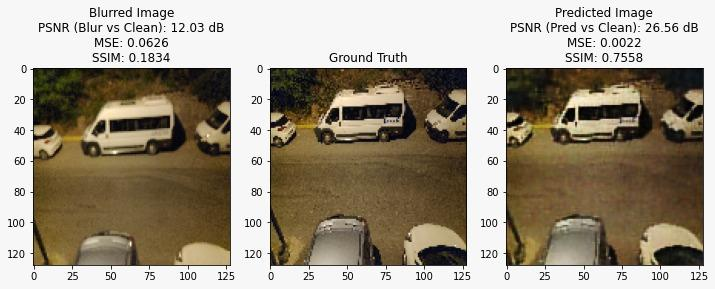 Blurred Image
PSNR (Blur vs Clean): 12.03 dB
MSE: 0.0626
SSIM: 0.1834
0
20
40
60
80
100
120
0 25 50 75 100 125
Ground Truth
0
20
40
60
80
100
120
0 25 50 75 100 125
Predicted Image
PSNR (Pred vs Clean): 26.56 dB
MSE: 0.0022
SSIM: 0.7558
0
20
40
60
80
100
120
0 25 50 75 100 125